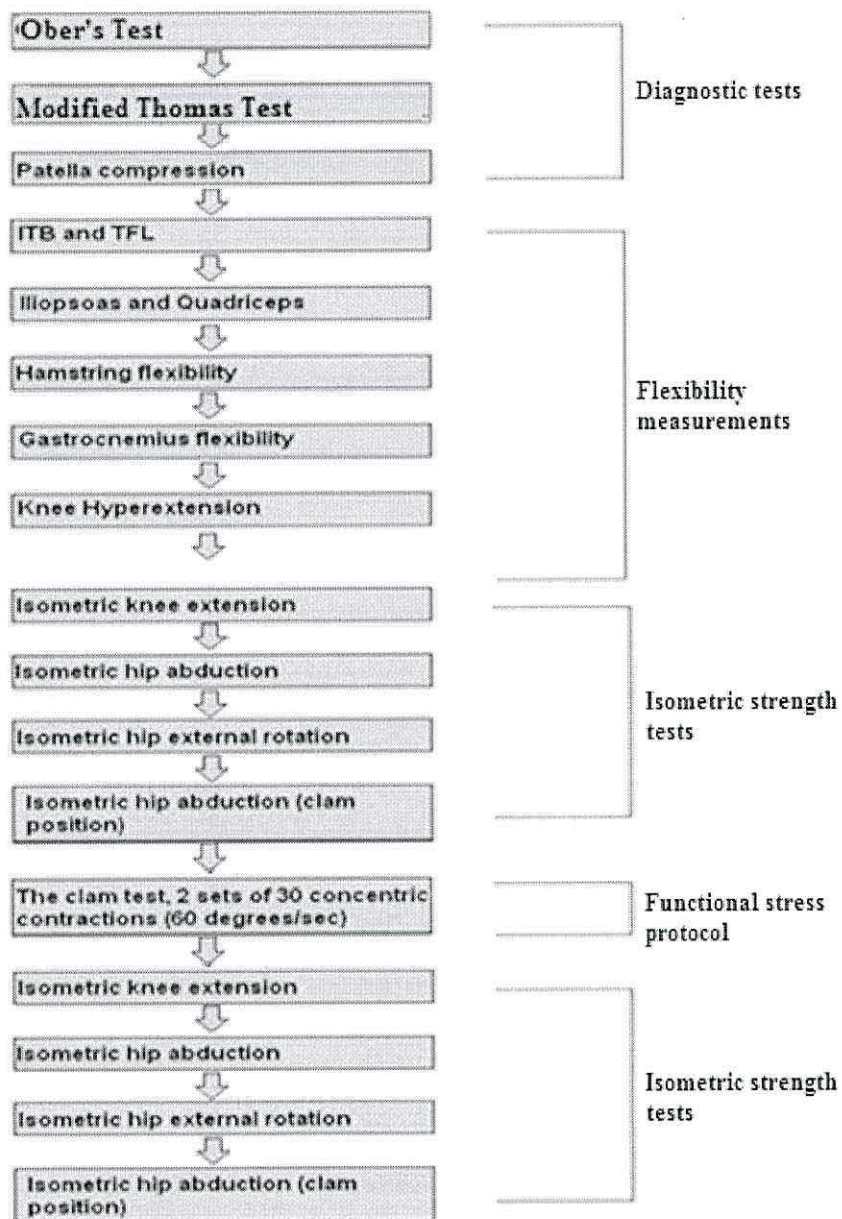 Ober's Test
Modified Thomas Test
Diagnostic tests
Patella compression
ITB and TFL
Iliopsoas and Quadriceps
Hamstring flexibility
Gastrocnemius flexibility
Knee Hyperextension
Flexibility
measurements
Isometric knee extension
Isometric hip abduction
Isometric hip external rotation
Isometric hip abduction (clam
position)
Isometric strength
tests
The clam test, 2 sets of 30 concentric
contractions (60 degrees/sec)
Functional stress
protocol
Isometric knee extension
Isometric hip abduction
Isometric hip external rotation
Isometric hip abduction (clam
position)
Isometric strength
tests